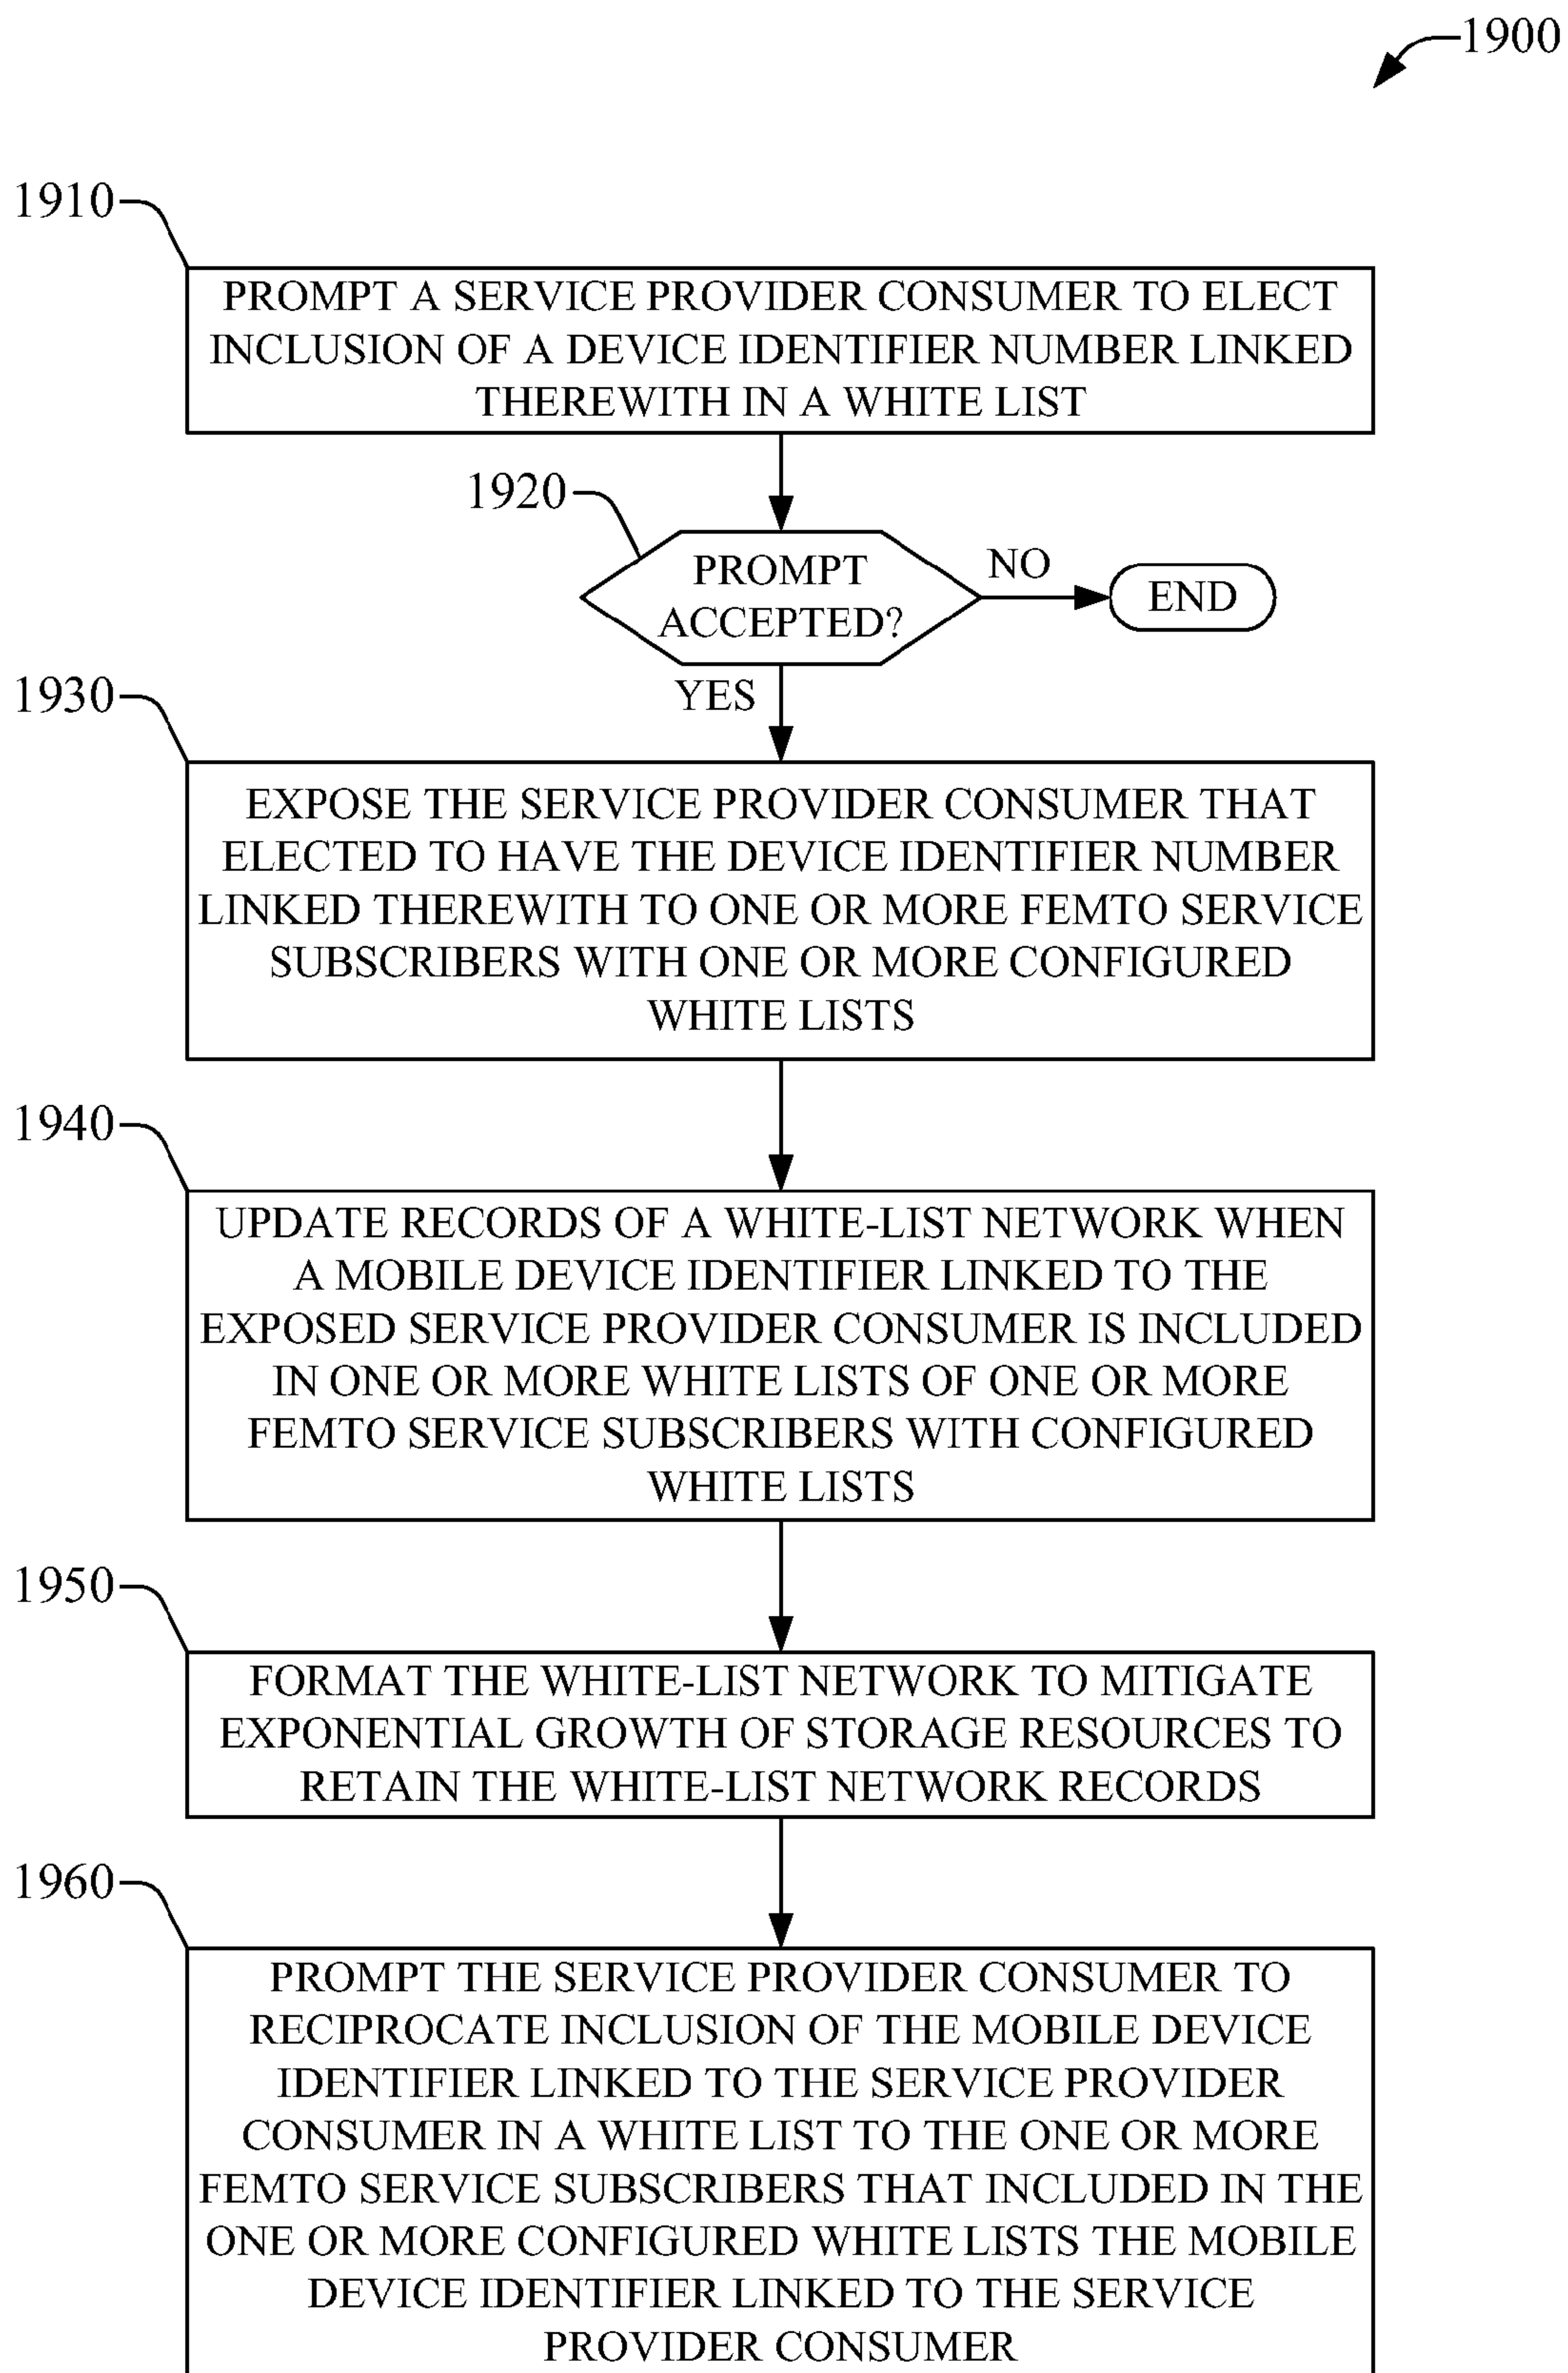 1900
1910
PROMPT A SERVICE PROVIDER CONSUMER TO ELECT
INCLUSION OF A DEVICE IDENTIFIER NUMBER LINKED
THEREWITH IN A WHITE LIST
1920
PROMPT
ACCEPTED?
NO
END
YES
1930
EXPOSE THE SERVICE PROVIDER CONSUMER THAT
ELECTED TO HAVE THE DEVICE IDENTIFIER NUMBER
LINKED THEREWITH TO ONE OR MORE FEMTO SERVICE
SUBSCRIBERS WITH ONE OR MORE CONFIGURED
WHITE LISTS
1940
UPDATE RECORDS OF A WHITE-LIST NETWORK WHEN
A MOBILE DEVICE IDENTIFIER LINKED TO THE
EXPOSED SERVICE PROVIDER CONSUMER IS INCLUDED
IN ONE OR MORE WHITE LISTS OF ONE OR MORE
FEMTO SERVICE SUBSCRIBERS WITH CONFIGURED
WHITE LISTS
1950
FORMAT THE WHITE-LIST NETWORK TO MITIGATE
EXPONENTIAL GROWTH OF STORAGE RESOURCES TO
RETAIN THE WHITE-LIST NETWORK RECORDS
1960
PROMPT THE SERVICE PROVIDER CONSUMER TO
RECIPROCATE INCLUSION OF THE MOBILE DEVICE
IDENTIFIER LINKED TO THE SERVICE PROVIDER
CONSUMER IN A WHITE LIST TO THE ONE OR MORE
FEMTO SERVICE SUBSCRIBERS THAT INCLUDED IN THE
ONE OR MORE CONFIGURED WHITE LISTS THE MOBILE
DEVICE IDENTIFIER LINKED TO THE SERVICE
PROVIDER CONSUMER